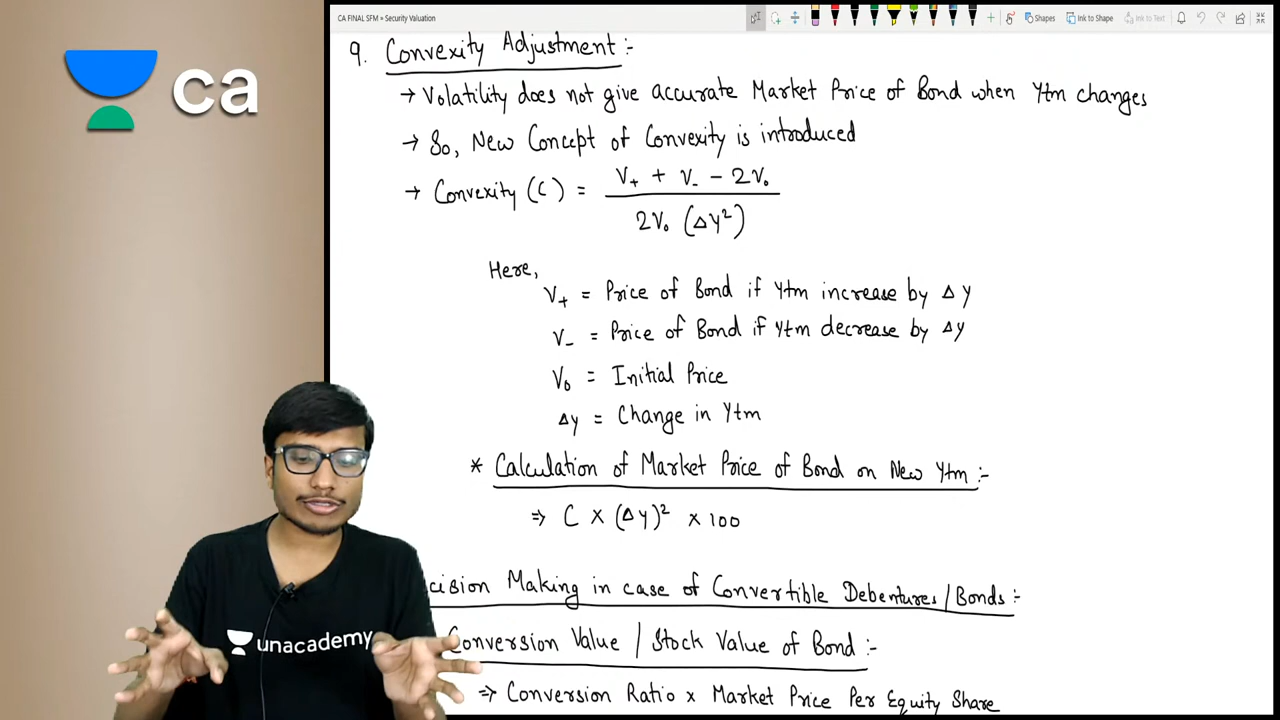 CA FINAL SFM » Security Valuation
Shapes
Ink to Shape
Ink to Text
ca
9. Convexity Adjustment :-
→ Volatility does not give accurate Market Price of Bond when Ytm changes
→ So, New Concept of Convexity is introduced
→ Convexity (C) = V+ + V- - 2V₀
2V₀ (ΔY²)
Here,
V+ = Price of Bond if Ytm increase by ΔY
V- = Price of Bond if Ytm decrease by ΔY
V₀ = Initial Price
Δy = Change in Ytm
* Calculation of Market Price of Bond on New Ytm :-
⇒ C × (ΔY)² × 100
cision Making in case of Convertible Debentures / Bonds :-
Conversion Value / Stock Value of Bond :-
⇒ Conversion Ratio × Market Price Per Equity Share
unacademy